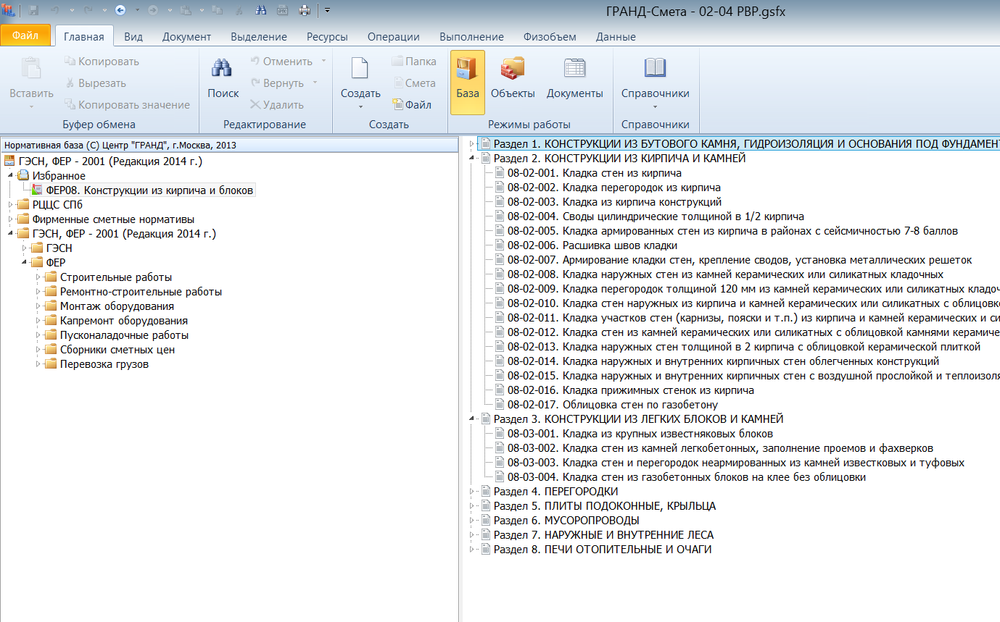 ГРАНД-Смета - 02-04 РВР.gsfx
Файл
Главная
Вид
Документ
Выделение
Ресурсы
Операции
Выполнение
Физобъем
Данные
Вставить
Копировать
Вырезать
Копировать значение
Буфер обмена
Поиск
Отменить
Вернуть
Удалить
Редактирование
Создать
Папка
Смета
Файл
Создать
База
Объекты
Документы
Режимы работы
Справочники
Справочники
Нормативная база (С) Центр "ГРАНД", г.Москва, 2013
ГЭСН, ФЕР - 2001 (Редакция 2014 г.)
Избранное
ФЕР08. Конструкции из кирпича и блоков
РЦЦС СПб
Фирменные сметные нормативы
ГЭСН, ФЕР - 2001 (Редакция 2014 г.)
ГЭСН
ФЕР
Строительные работы
Ремонтно-строительные работы
Монтаж оборудования
Капремонт оборудования
Пусконаладочные работы
Сборники сметных цен
Перевозка грузов
Раздел 1. КОНСТРУКЦИИ ИЗ БУТОВОГО КАМНЯ, ГИДРОИЗОЛЯЦИЯ И ОСНОВАНИЯ ПОД ФУНДАМЕНТ
Раздел 2. КОНСТРУКЦИИ ИЗ КИРПИЧА И КАМНЕЙ
08-02-001. Кладка стен из кирпича
08-02-002. Кладка перегородок из кирпича
08-02-003. Кладка из кирпича конструкций
08-02-004. Своды цилиндрические толщиной в 1/2 кирпича
08-02-005. Кладка армированных стен из кирпича в районах с сейсмичностью 7-8 баллов
08-02-006. Расшивка швов кладки
08-02-007. Армирование кладки стен, крепление сводов, установка металлических решеток
08-02-008. Кладка наружных стен из камней керамических или силикатных кладочных
08-02-009. Кладка перегородок толщиной 120 мм из камней керамических или силикатных кладоч
08-02-010. Кладка стен наружных из кирпича и камней керамических или силикатных с облицовк
08-02-011. Кладка участков стен (карнизы, пояски и т.п.) из кирпича и камней керамических и си
08-02-012. Кладка стен из камней керамических или силикатных с облицовкой камнями керамиче
08-02-013. Кладка наружных стен толщиной в 2 кирпича с облицовкой керамической плиткой
08-02-014. Кладка наружных и внутренних кирпичных стен облегченных конструкций
08-02-015. Кладка наружных и внутренних кирпичных стен с воздушной прослойкой и теплоизоля
08-02-016. Кладка прижимных стенок из кирпича
08-02-017. Облицовка стен по газобетону
Раздел 3. КОНСТРУКЦИИ ИЗ ЛЕГКИХ БЛОКОВ И КАМНЕЙ
08-03-001. Кладка из крупных известняковых блоков
08-03-002. Кладка стен из камней легкобетонных, заполнение проемов и фахверков
08-03-003. Кладка стен и перегородок неармированных из камней известковых и туфовых
08-03-004. Кладка стен из газобетонных блоков на клее без облицовки
Раздел 4. ПЕРЕГОРОДКИ
Раздел 5. ПЛИТЫ ПОДОКОННЫЕ, КРЫЛЬЦА
Раздел 6. МУСОРОПРОВОДЫ
Раздел 7. НАРУЖНЫЕ И ВНУТРЕННИЕ ЛЕСА
Раздел 8. ПЕЧИ ОТОПИТЕЛЬНЫЕ И ОЧАГИ